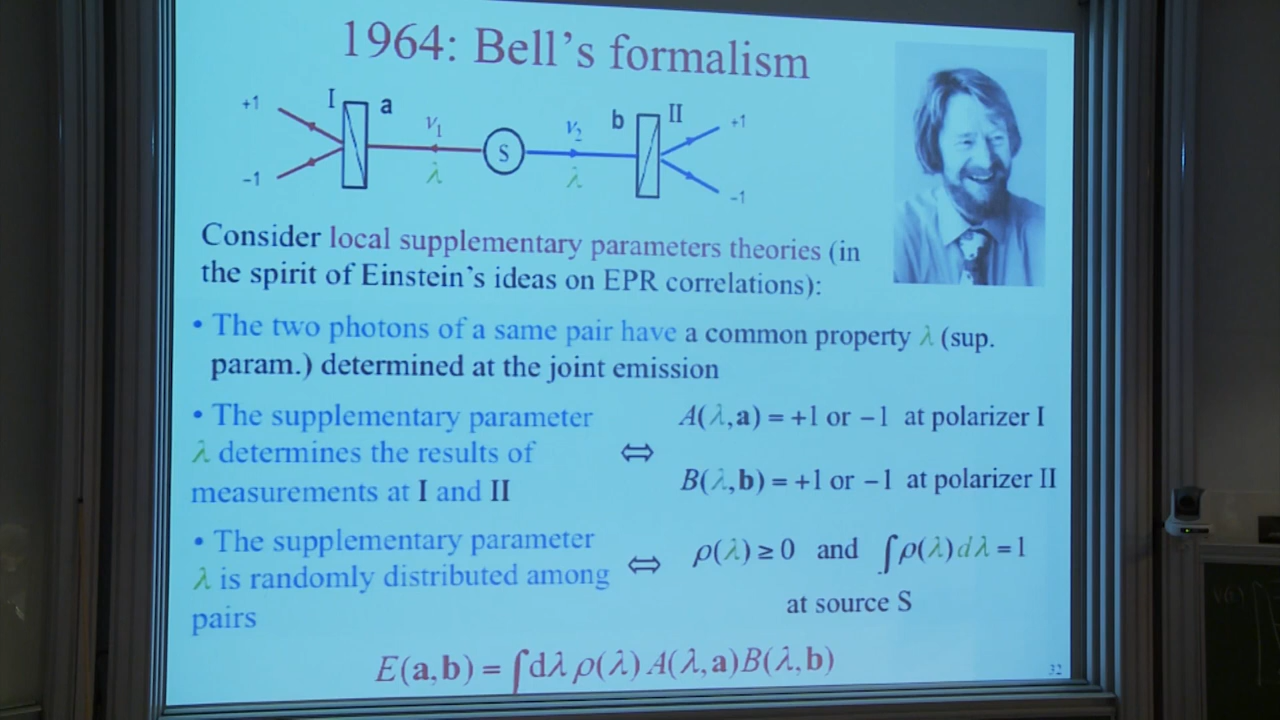 1964: Bell's formalism
+1 I a ν₁ ν₂ b II +1
S
-1 λ λ -1
Consider local supplementary parameters theories (in
the spirit of Einstein's ideas on EPR correlations):
• The two photons of a same pair have a common property λ (sup.
param.) determined at the joint emission
• The supplementary parameter
λ determines the results of
measurements at I and II
⇔
A(λ,a) = +1 or −1 at polarizer I
B(λ,b) = +1 or −1 at polarizer II
• The supplementary parameter
λ is randomly distributed among
pairs
⇔
ρ(λ) ≥ 0 and ∫ρ(λ)dλ = 1
at source S
E(a,b) = ∫dλ ρ(λ) A(λ,a)B(λ,b)
32